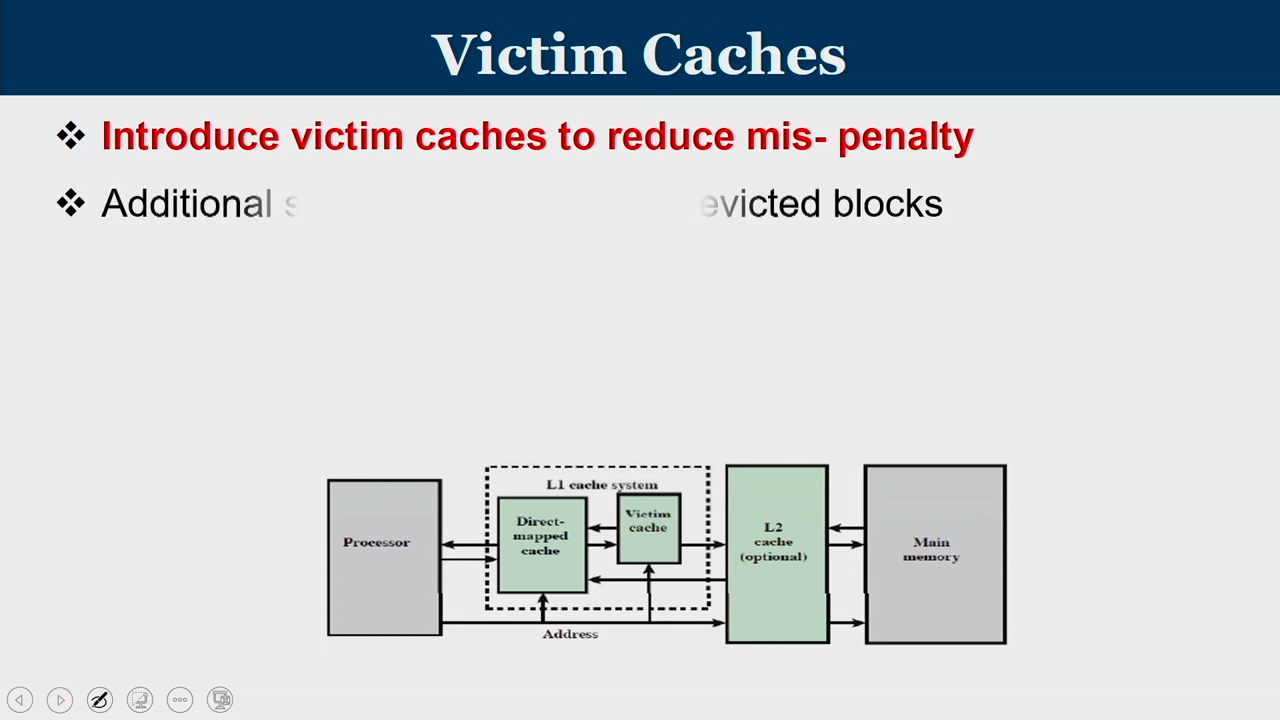 Victim Caches
❖ Introduce victim caches to reduce mis- penalty
❖ Additional evicted blocks
L1 cache system
Processor
Direct-
mapped
cache
Victim
cache
L2
cache
(optional)
Main
memory
Address